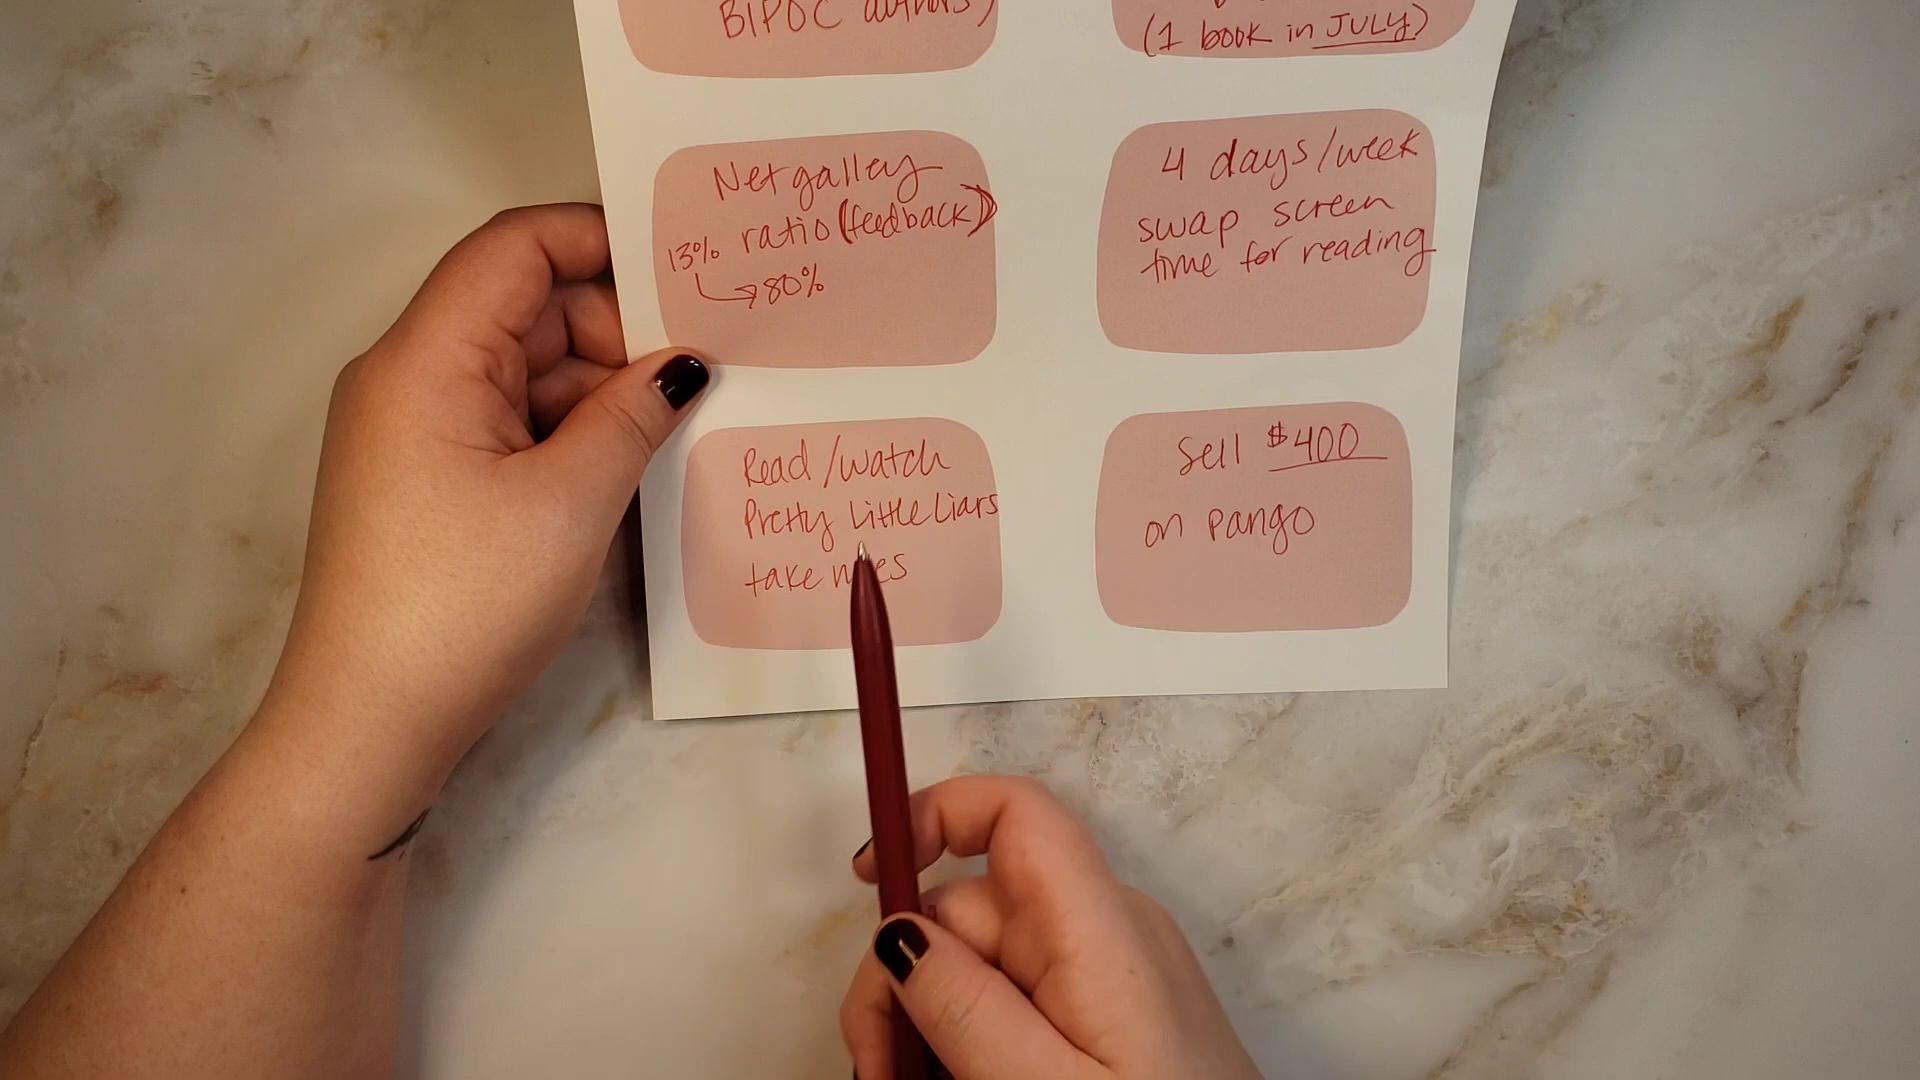 BIPOC authors)
(1 book in JULY)
Netgalley
ratio (feedback)
13%
→80%
4 days/week
swap screen
time for reading
Read/watch
Pretty Little Liars
take notes
Sell $400
on pango